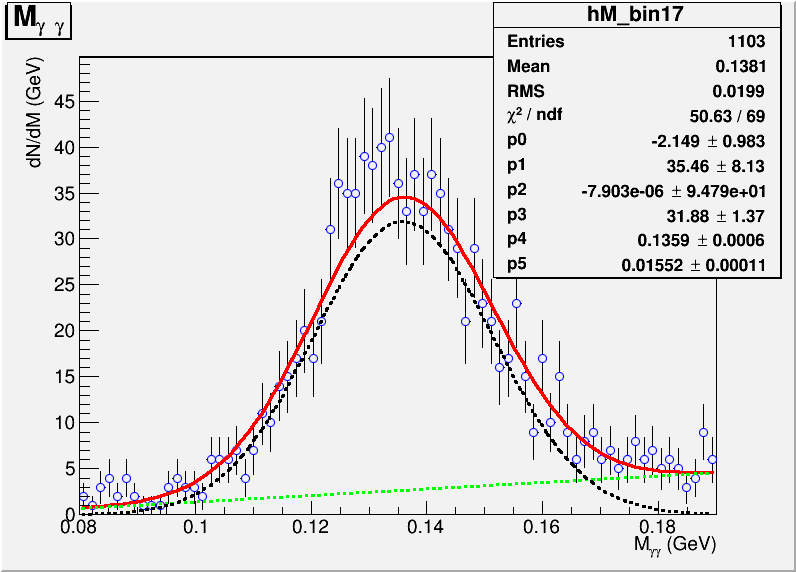 M γ γ
hM_bin17
Entries 1103
Mean 0.1381
RMS 0.0199
χ² / ndf 50.63 / 69
p0 -2.149 ± 0.983
p1 35.46 ± 8.13
p2 -7.903e-06 ± 9.479e+01
p3 31.88 ± 1.37
p4 0.1359 ± 0.0006
p5 0.01552 ± 0.00011
dN/dM (GeV)
45
40
35
30
25
20
15
10
5
0
0.08 0.1 0.12 0.14 0.16 0.18
M γγ (GeV)